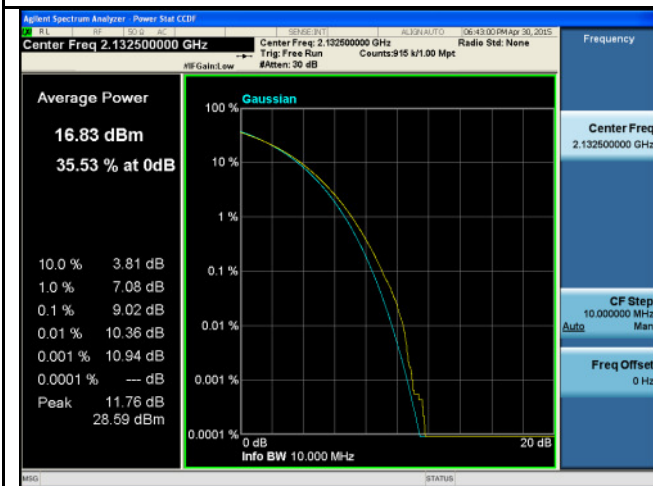 Agilent Spectrum Analyzer - Power Stat CCDF
RL RF 50 Ω AC SENSE:INT ALIGN AUTO 06:43:00 PM Apr 30, 2015
Center Freq 2.132500000 GHz
Center Freq: 2.132500000 GHz Radio Std: None
Trig: Free Run Counts:915 k/1.00 Mpt
#IFGain:Low #Atten: 30 dB
Frequency
Average Power
16.83 dBm
35.53 % at 0dB
10.0 % 3.81 dB
1.0 % 7.08 dB
0.1 % 9.02 dB
0.01 % 10.36 dB
0.001 % 10.94 dB
0.0001 % --- dB
Peak 11.76 dB
28.59 dBm
Gaussian
100 %
10 %
1 %
0.1 %
0.01 %
0.001 %
0.0001 %
0 dB 20 dB
Info BW 10.000 MHz
Center Freq
2.132500000 GHz
CF Step
10.000000 MHz
Auto Man
Freq Offset
0 Hz
MSG STATUS